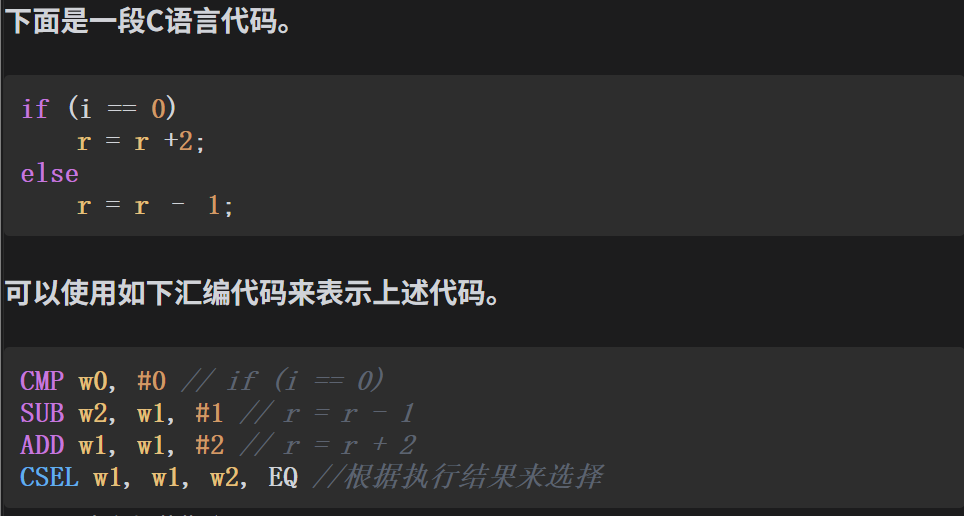 下面是一段C语言代码。
if (i == 0)
    r = r +2;
else
    r = r - 1;
可以使用如下汇编代码来表示上述代码。
CMP w0, #0 // if (i == 0)
SUB w2, w1, #1 // r = r - 1
ADD w1, w1, #2 // r = r + 2
CSEL w1, w1, w2, EQ //根据执行结果来选择